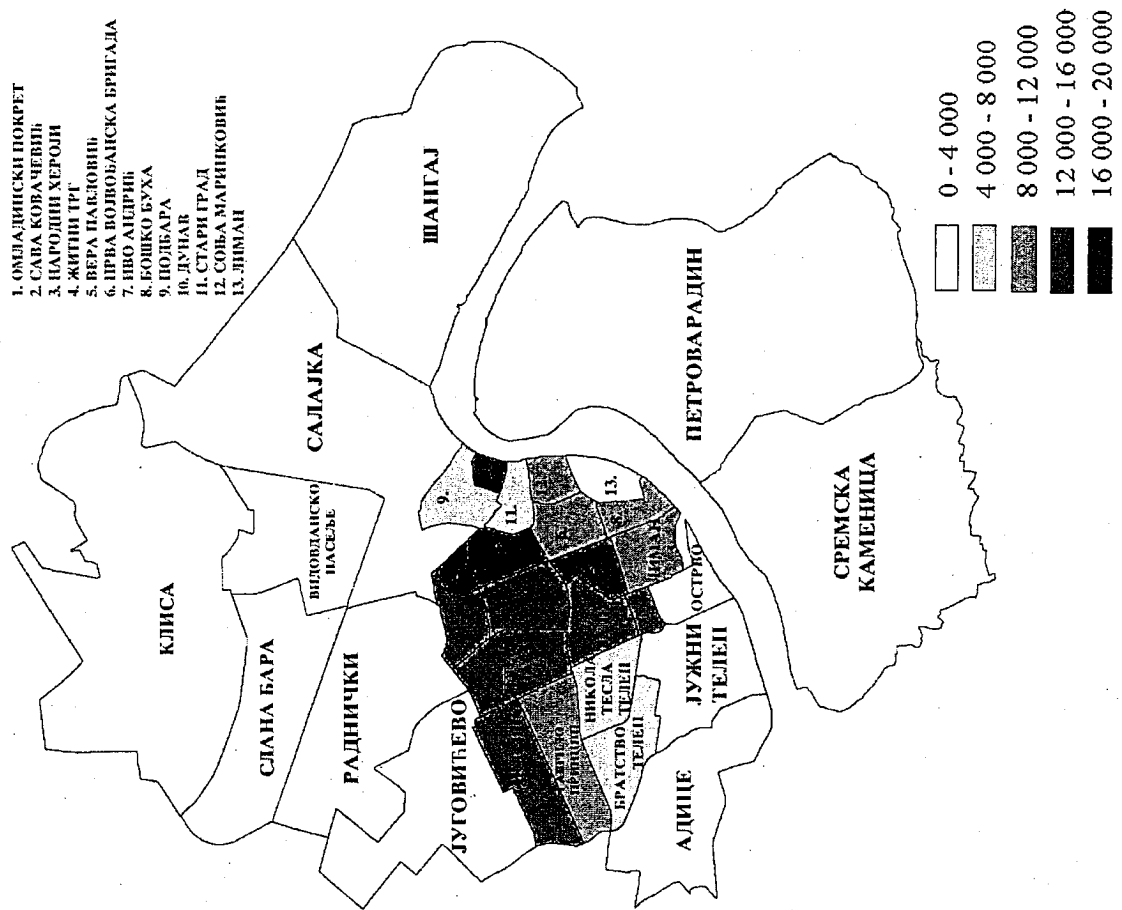 1. ОМЛАДИНСКИ ПОКРЕТ
2. САВА КОВАЧЕВИЋ
3. НАРОДНИ ХЕРОЈИ
4. ЖИТНИ ТРГ
5. ВЕРА ПАВЛОВИЋ
6. ПРВА ВОЈВОЂАНСКА БРИГАДА
7. ИВО АНДРИЋ
8. БОШКО БУХА
9. ПОДБАРА
10. ДУНАВ
11. СТАРИ ГРАД
12. СОЊА МАРИНКОВИЋ
13. ЛИМАН
КЛИСА
СЛАНА БАРА
ВИДОВДАНСКО
НАСЕЉЕ
САЛАЈКА
ШАНГАЈ
РАДНИЧКИ
ЈУГОВИЋЕВО
9.
11.
12.
13.
ГАВРИЛО
ПРИНЦИП
НИКОЛА
ТЕСЛА
ТЕЛЕП
БРАТСТВО
ТЕЛЕП
ЛИМАН
ОСТРВО
ЈУЖНИ
ТЕЛЕП
АДИЦЕ
ПЕТРОВАРАДИН
СРЕМСКА
КАМЕНИЦА
0 - 4 000
4 000 - 8 000
8 000 - 12 000
12 000 - 16 000
16 000 - 20 000